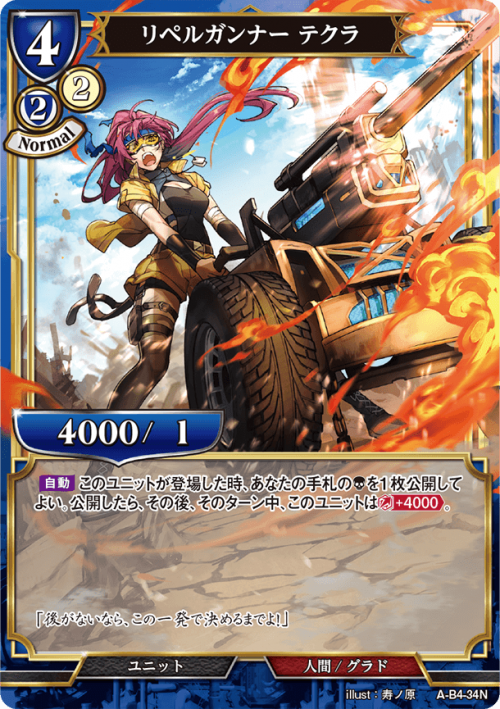 リペルガンナー テクラ
4
2
2
Normal
4000/ 1
自動 このユニットが登場した時、あなたの手札の💀を1枚公開して
よい。公開したら、その後、そのターン中、このユニットは+4000。
「後がないなら、この一発で決めるまでよ!」
ユニット
人間 / グラド
illust : 寿ノ原
A-B4-34N